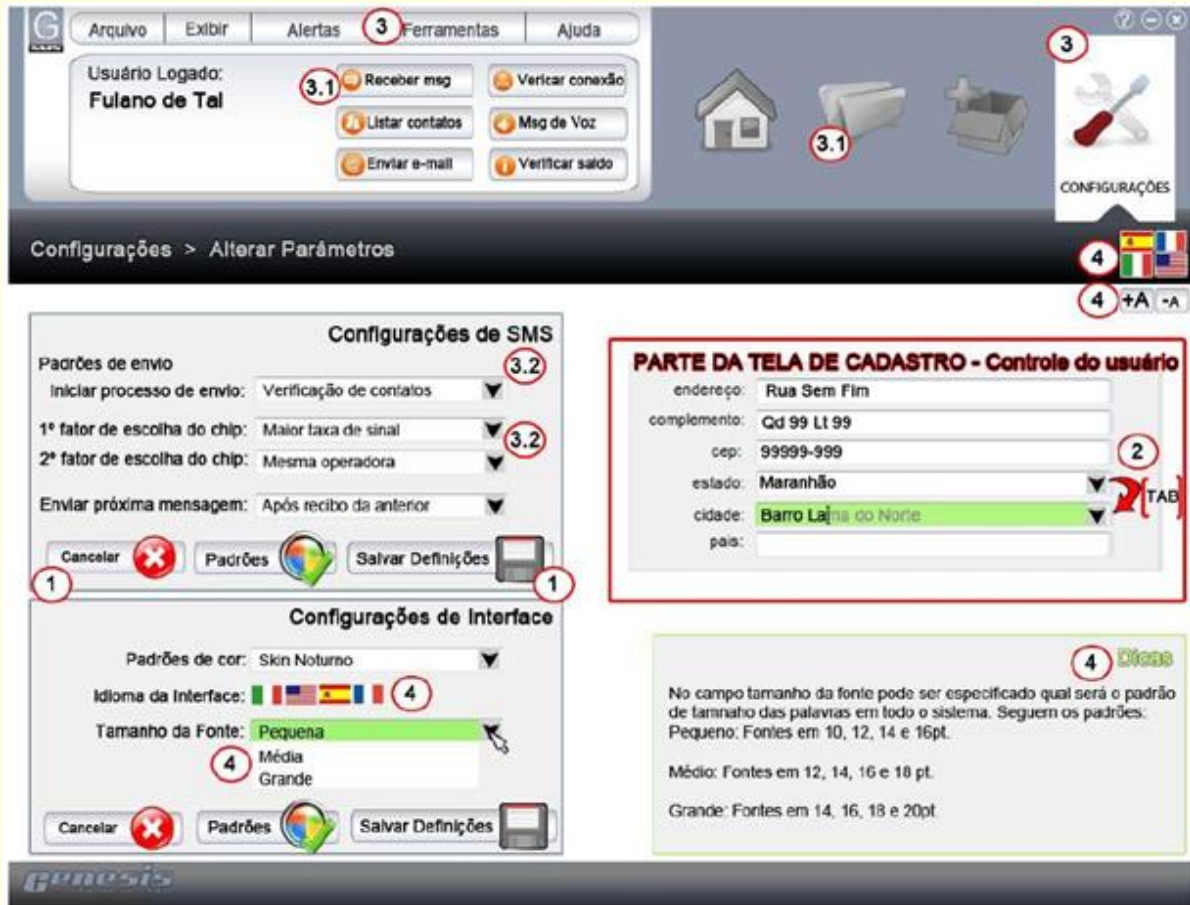 G
Arquivo Exibir Alertas 3 Ferramentas Ajuda
3
Usuário Logado:
Fulano de Tal
3.1 Receber msg Vericar conexão
Listar contatos Msg de Voz
Enviar e-mail Verificar saldo
3.1
CONFIGURAÇÕES
Configurações > Alterar Parâmetros
4
4 +A -A
Configurações de SMS
Padrões de envio 3.2
Iniciar processo de envio: Verificação de contatos
1º fator de escolha do chip: Maior taxa de sinal
3.2
2º fator de escolha do chip: Mesma operadora
Enviar próxima mensagem: Após recibo da anterior
Cancelar Padrões Salvar Definições
1 1
PARTE DA TELA DE CADASTRO - Controle do usuário
endereço: Rua Sem Fim
complemento: Qd 99 Lt 99
cep: 99999-999 2
estado: Maranhão
[TAB]
cidade: Barro Lama do Norte
pais:
Configurações de Interface
Padrões de cor: Skin Noturno
Idioma da Interface: 4
Tamanho da Fonte: Pequena
4 Média
Grande
Cancelar Padrões Salvar Definições
4 Dicas
No campo tamanho da fonte pode ser especificado qual será o padrão
de tamnaho das palavras em todo o sistema. Seguem os padrões:
Pequeno: Fontes em 10, 12, 14 e 16pt.
Médio: Fontes em 12, 14, 16 e 18 pt.
Grande: Fontes em 14, 16, 18 e 20pt.
genesis